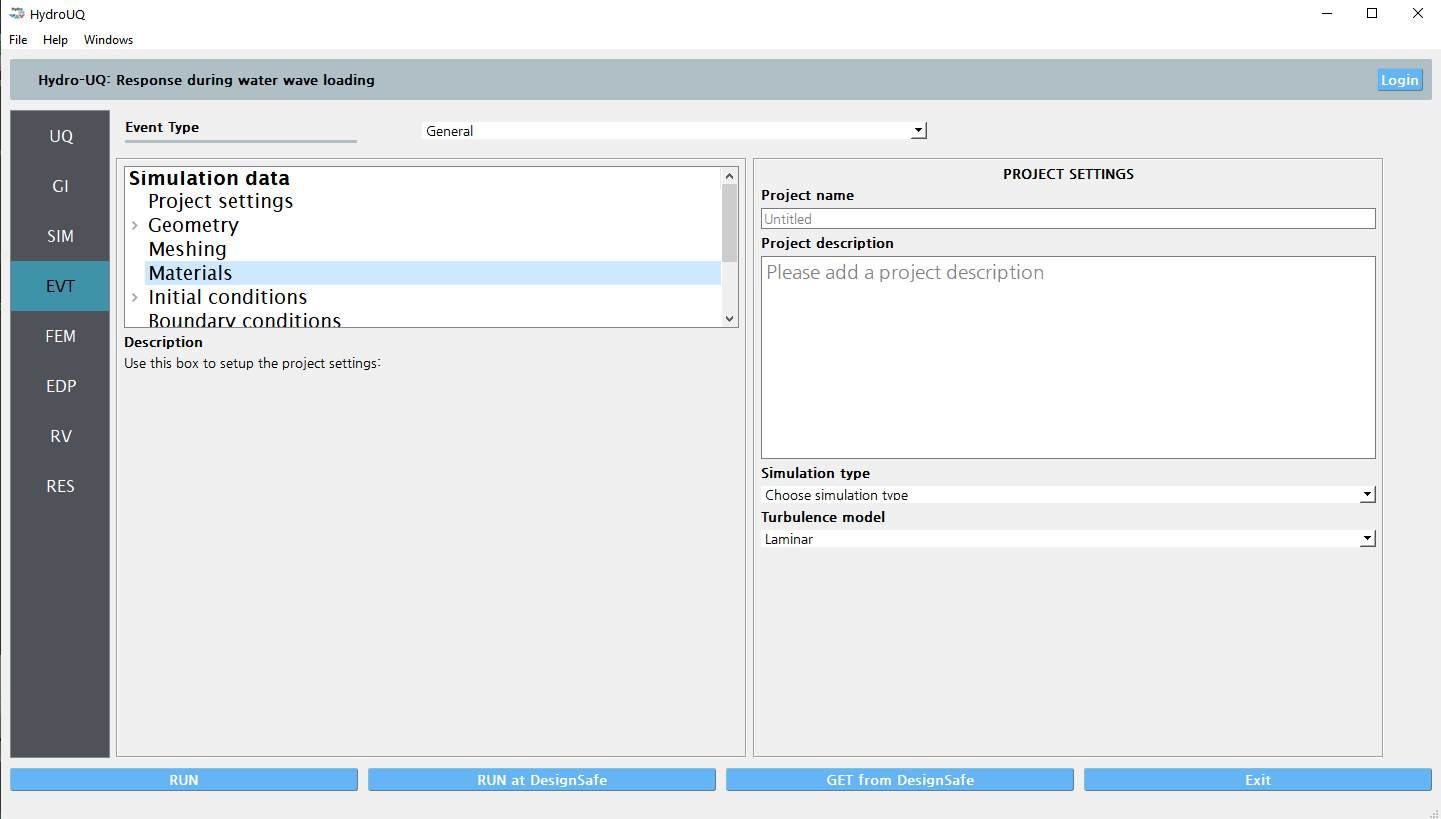 HydroUQ
File Help Windows
Hydro-UQ: Response during water wave loading
Login
UQ
GI
SIM
EVT
FEM
EDP
RV
RES
Event Type
General
Simulation data
Project settings
Geometry
Meshing
Materials
Initial conditions
Boundary conditions
Description
Use this box to setup the project settings:
PROJECT SETTINGS
Project name
Untitled
Project description
Please add a project description
Simulation type
Choose simulation type
Turbulence model
Laminar
RUN
RUN at DesignSafe
GET from DesignSafe
Exit